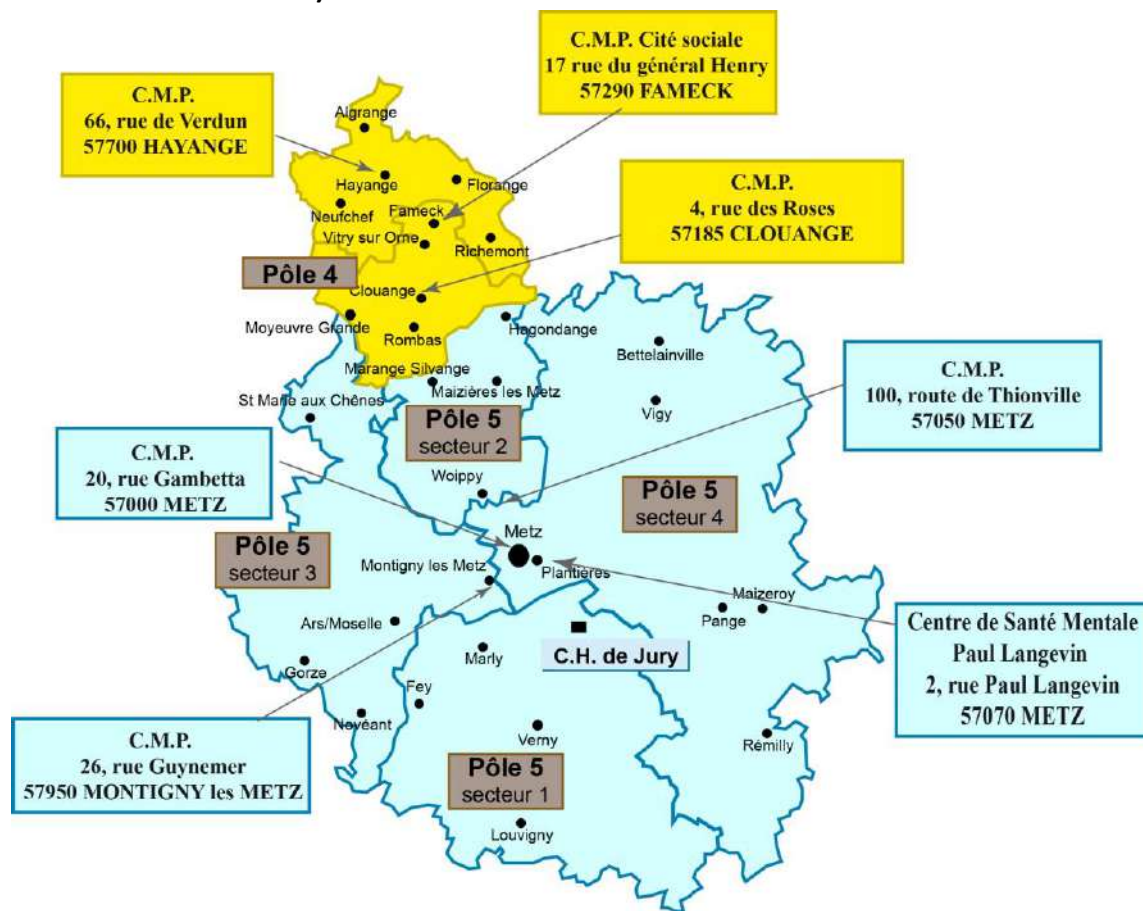 C.M.P. Cité sociale
17 rue du général Henry
57290 FAMECK
C.M.P.
66, rue de Verdun
57700 HAYANGE
Algrange
Hayange
Florange
C.M.P.
4, rue des Roses
57185 CLOUANGE
Neufchef
Fameck
Vitry sur Orne
Richemont
Pôle 4
Clouange
Moyeuvre Grande
Rombas
Hagondange
Bettelainville
Marange Silvange
Maizières les Metz
St Marie aux Chênes
Vigy
C.M.P.
100, route de Thionville
57050 METZ
Pôle 5
secteur 2
C.M.P.
20, rue Gambetta
57000 METZ
Woippy
Pôle 5
secteur 4
Metz
Pôle 5
secteur 3
Montigny les Metz
Plantières
Maizeroy
Pange
Ars/Moselle
Marly
C.H. de Jury
Centre de Santé Mentale
Paul Langevin
2, rue Paul Langevin
57070 METZ
Gorze
Fey
Novéant
Verny
Rémilly
C.M.P.
26, rue Guynemer
57950 MONTIGNY les METZ
Pôle 5
secteur 1
Louvigny